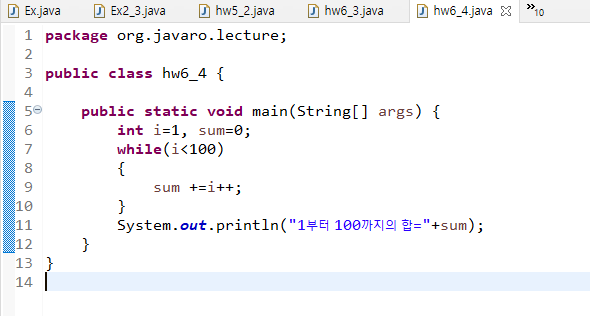 Ex.java Ex2_3.java hw5_2.java hw6_3.java hw6_4.java »10
1 package org.javaro.lecture;
2
3 public class hw6_4 {
4
5 public static void main(String[] args) {
6 int i=1, sum=0;
7 while(i<100)
8 {
9 sum +=i++;
10 }
11 System.out.println("1부터 100까지의 합="+sum);
12 }
13 }
14